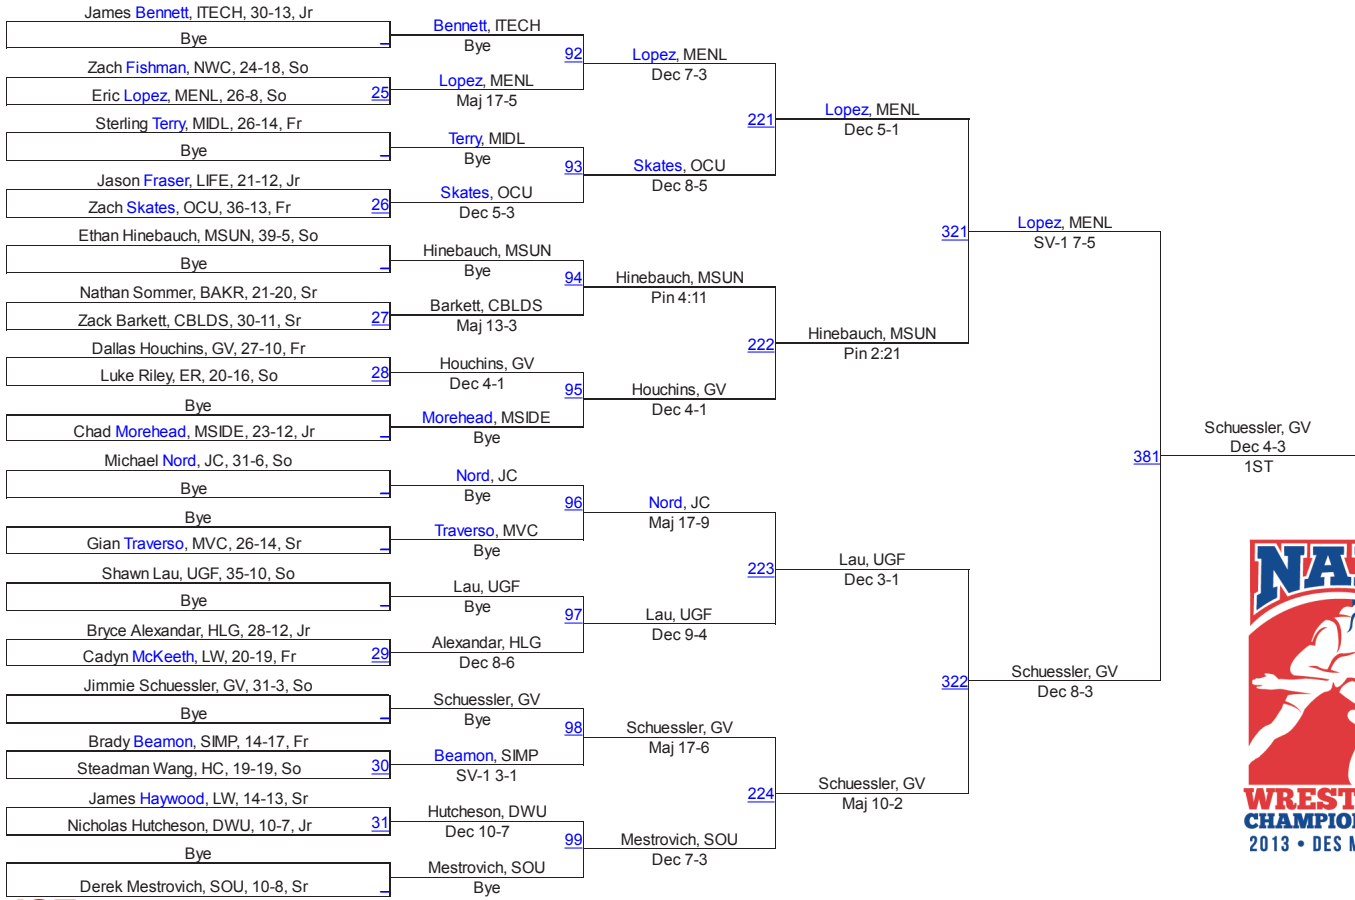 James Bennett, ITECH, 30-13, Jr
Bye
Zach Fishman, NWC, 24-18, So
Eric Lopez, MENL, 26-8, So
25
Sterling Terry, MIDL, 26-14, Fr
Bye
Jason Fraser, LIFE, 21-12, Jr
Zach Skates, OCU, 36-13, Fr
26
Ethan Hinebauch, MSUN, 39-5, So
Bye
Nathan Sommer, BAKR, 21-20, Sr
Zack Barkett, CBLDS, 30-11, Sr
27
Dallas Houchins, GV, 27-10, Fr
Luke Riley, ER, 20-16, So
28
Bye
Chad Morehead, MSIDE, 23-12, Jr
Michael Nord, JC, 31-6, So
Bye
Bye
Gian Traverso, MVC, 26-14, Sr
Shawn Lau, UGF, 35-10, So
Bye
Bryce Alexandar, HLG, 28-12, Jr
Cadyn McKeeth, LW, 20-19, Fr
29
Jimmie Schuessler, GV, 31-3, So
Bye
Brady Beamon, SIMP, 14-17, Fr
Steadman Wang, HC, 19-19, So
30
James Haywood, LW, 14-13, Sr
Nicholas Hutcheson, DWU, 10-7, Jr
31
Bye
Derek Mestrovich, SOU, 10-8, Sr
Bennett, ITECH
Bye
92
Lopez, MENL
Maj 17-5
Terry, MIDL
Bye
93
Skates, OCU
Dec 5-3
Hinebauch, MSUN
Bye
94
Barkett, CBLDS
Maj 13-3
Houchins, GV
Dec 4-1
95
Morehead, MSIDE
Bye
Nord, JC
Bye
96
Traverso, MVC
Bye
Lau, UGF
Bye
97
Alexandar, HLG
Dec 8-6
Schuessler, GV
Bye
98
Beamon, SIMP
SV-1 3-1
Hutcheson, DWU
Dec 10-7
99
Mestrovich, SOU
Bye
Lopez, MENL
Dec 7-3
221
Skates, OCU
Dec 8-5
Hinebauch, MSUN
Pin 4:11
222
Houchins, GV
Dec 4-1
Nord, JC
Maj 17-9
223
Lau, UGF
Dec 9-4
Schuessler, GV
Maj 17-6
224
Mestrovich, SOU
Dec 7-3
Lopez, MENL
Dec 5-1
321
Hinebauch, MSUN
Pin 2:21
Lau, UGF
Dec 3-1
322
Schuessler, GV
Maj 10-2
Lopez, MENL
SV-1 7-5
381
Schuessler, GV
Dec 8-3
Schuessler, GV
Dec 4-3
1ST
NA
WREST
CHAMPIO
2013 • DES M